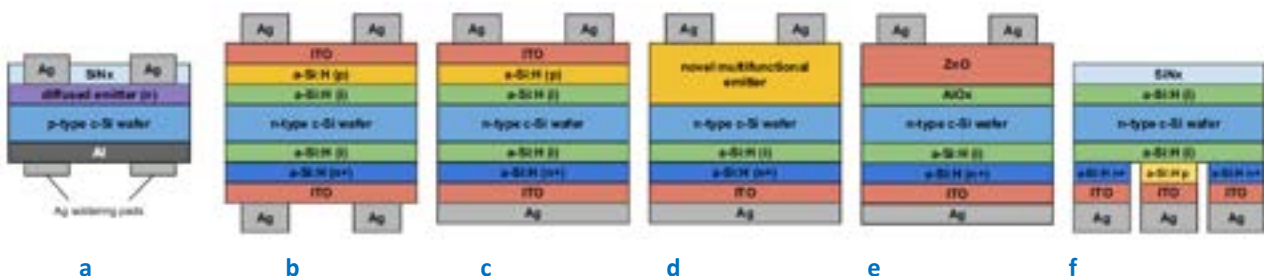 Ag Ag
SiNx
diffused emitter (n)
p-type c-Si wafer
Al
Ag soldering pads
a
Ag Ag
ITO
a-Si:H (p)
a-Si:H (i)
n-type c-Si wafer
a-Si:H (i)
a-Si:H (n+)
ITO
Ag Ag
b
Ag Ag
ITO
a-Si:H (p)
a-Si:H (i)
n-type c-Si wafer
a-Si:H (i)
a-Si:H (n+)
ITO
Ag
c
Ag Ag
novel multifunctional
emitter
n-type c-Si wafer
a-Si:H (i)
a-Si:H (n+)
ITO
Ag
d
Ag Ag
ZnO
AlOx
n-type c-Si wafer
a-Si:H (i)
a-Si:H (n+)
ITO
Ag
e
SiNx
a-Si:H (i)
n-type c-Si wafer
a-Si:H (i)
a-Si:H n+ a-Si:H p a-Si:H n+
ITO ITO ITO
Ag Ag Ag
f